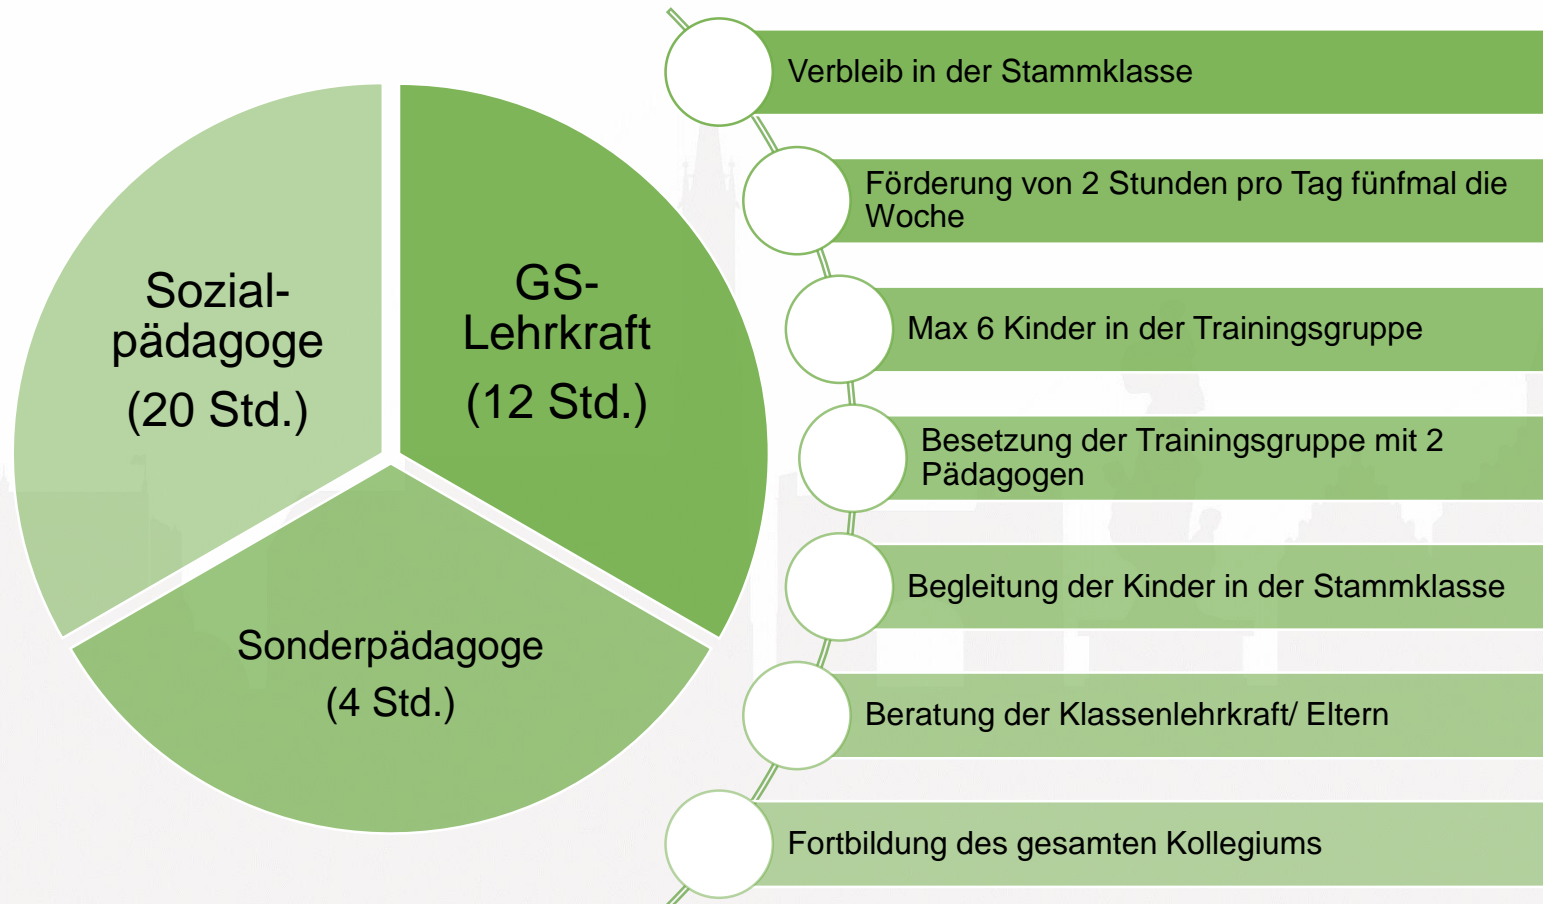 Sozial-
pädagoge
(20 Std.)
GS-
Lehrkraft
(12 Std.)
Sonderpädagoge
(4 Std.)
Verbleib in der Stammklasse
Förderung von 2 Stunden pro Tag fünfmal die
Woche
Max 6 Kinder in der Trainingsgruppe
Besetzung der Trainingsgruppe mit 2
Pädagogen
Begleitung der Kinder in der Stammklasse
Beratung der Klassenlehrkraft/ Eltern
Fortbildung des gesamten Kollegiums